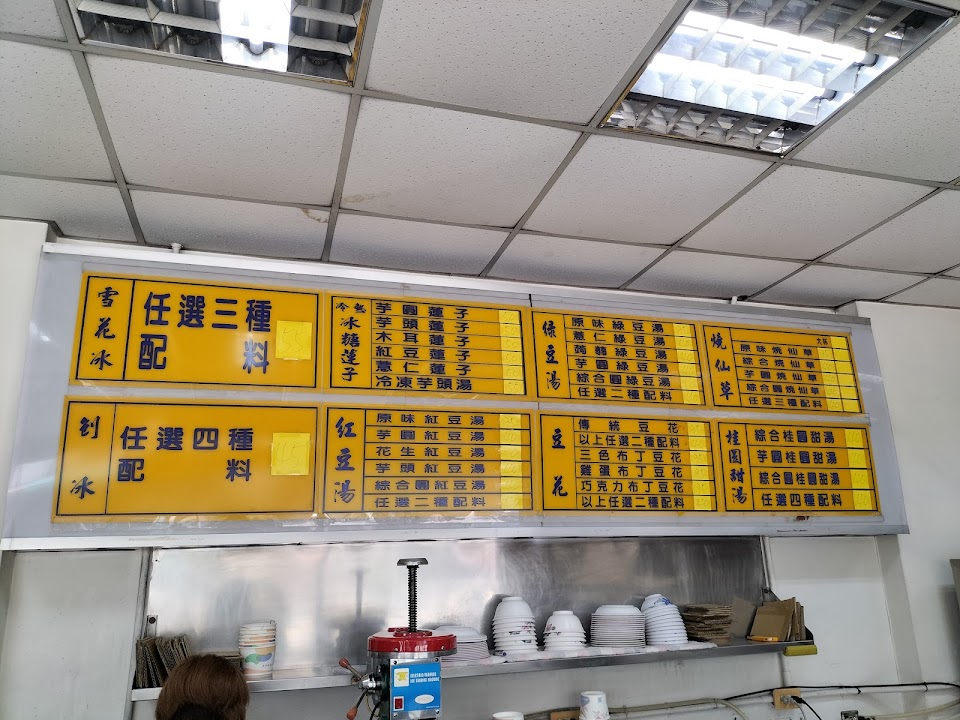 雪花冰
任選三種
配料
冷熱
冰糖蓮子
芋圓蓮子
芋頭蓮子
木耳蓮子
紅豆蓮子
薏仁蓮子
冷凍芋頭湯
綠豆湯
原味綠豆湯
薏仁綠豆湯
蒟蒻綠豆湯
芋圓綠豆湯
綜合圓綠豆湯
任選二種配料
燒仙草
原味燒仙草
綜合燒仙草
芋圓燒仙草
綜合圓燒仙草
任選三種配料
刨冰
任選四種
配料
紅豆湯
原味紅豆湯
芋圓紅豆湯
花生紅豆湯
芋頭紅豆湯
綜合圓紅豆湯
任選二種配料
豆花
傳統豆花
以上任選二種配料
三色布丁豆花
雞蛋布丁豆花
巧克力布丁豆花
以上任選二種配料
桂圓甜湯
綜合桂圓甜湯
芋圓桂圓甜湯
綜合圓桂圓甜湯
任選四種配料